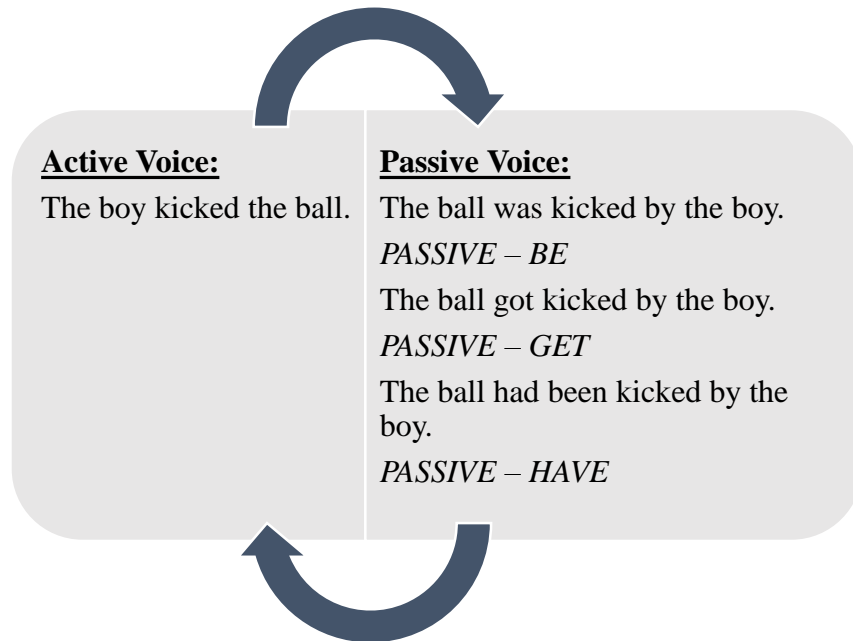 Active Voice:
The boy kicked the ball.
Passive Voice:
The ball was kicked by the boy.
PASSIVE – BE
The ball got kicked by the boy.
PASSIVE – GET
The ball had been kicked by the
boy.
PASSIVE – HAVE